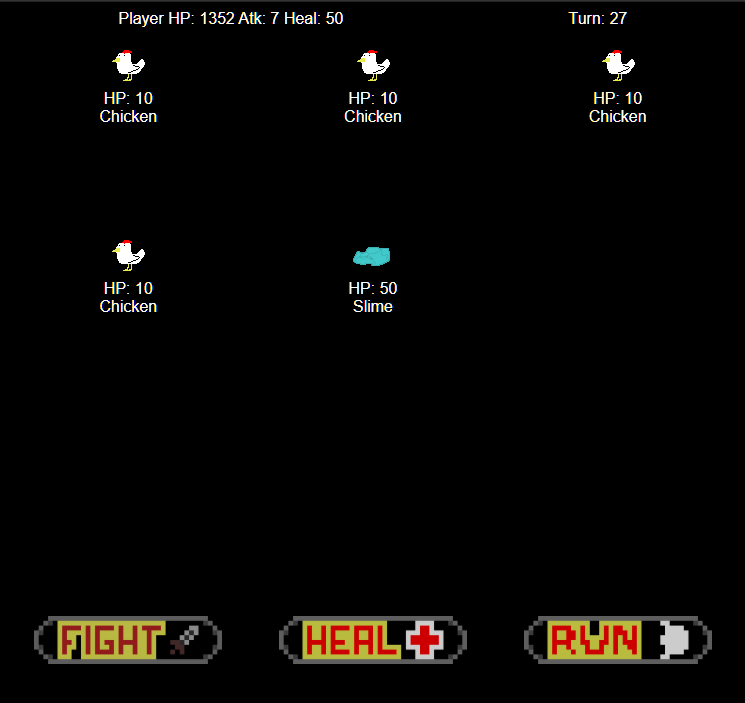 Player HP: 1352 Atk: 7 Heal: 50 Turn: 27
HP: 10 HP: 10 HP: 10
Chicken Chicken Chicken
HP: 10 HP: 50
Chicken Slime
FIGHT HEAL RUN